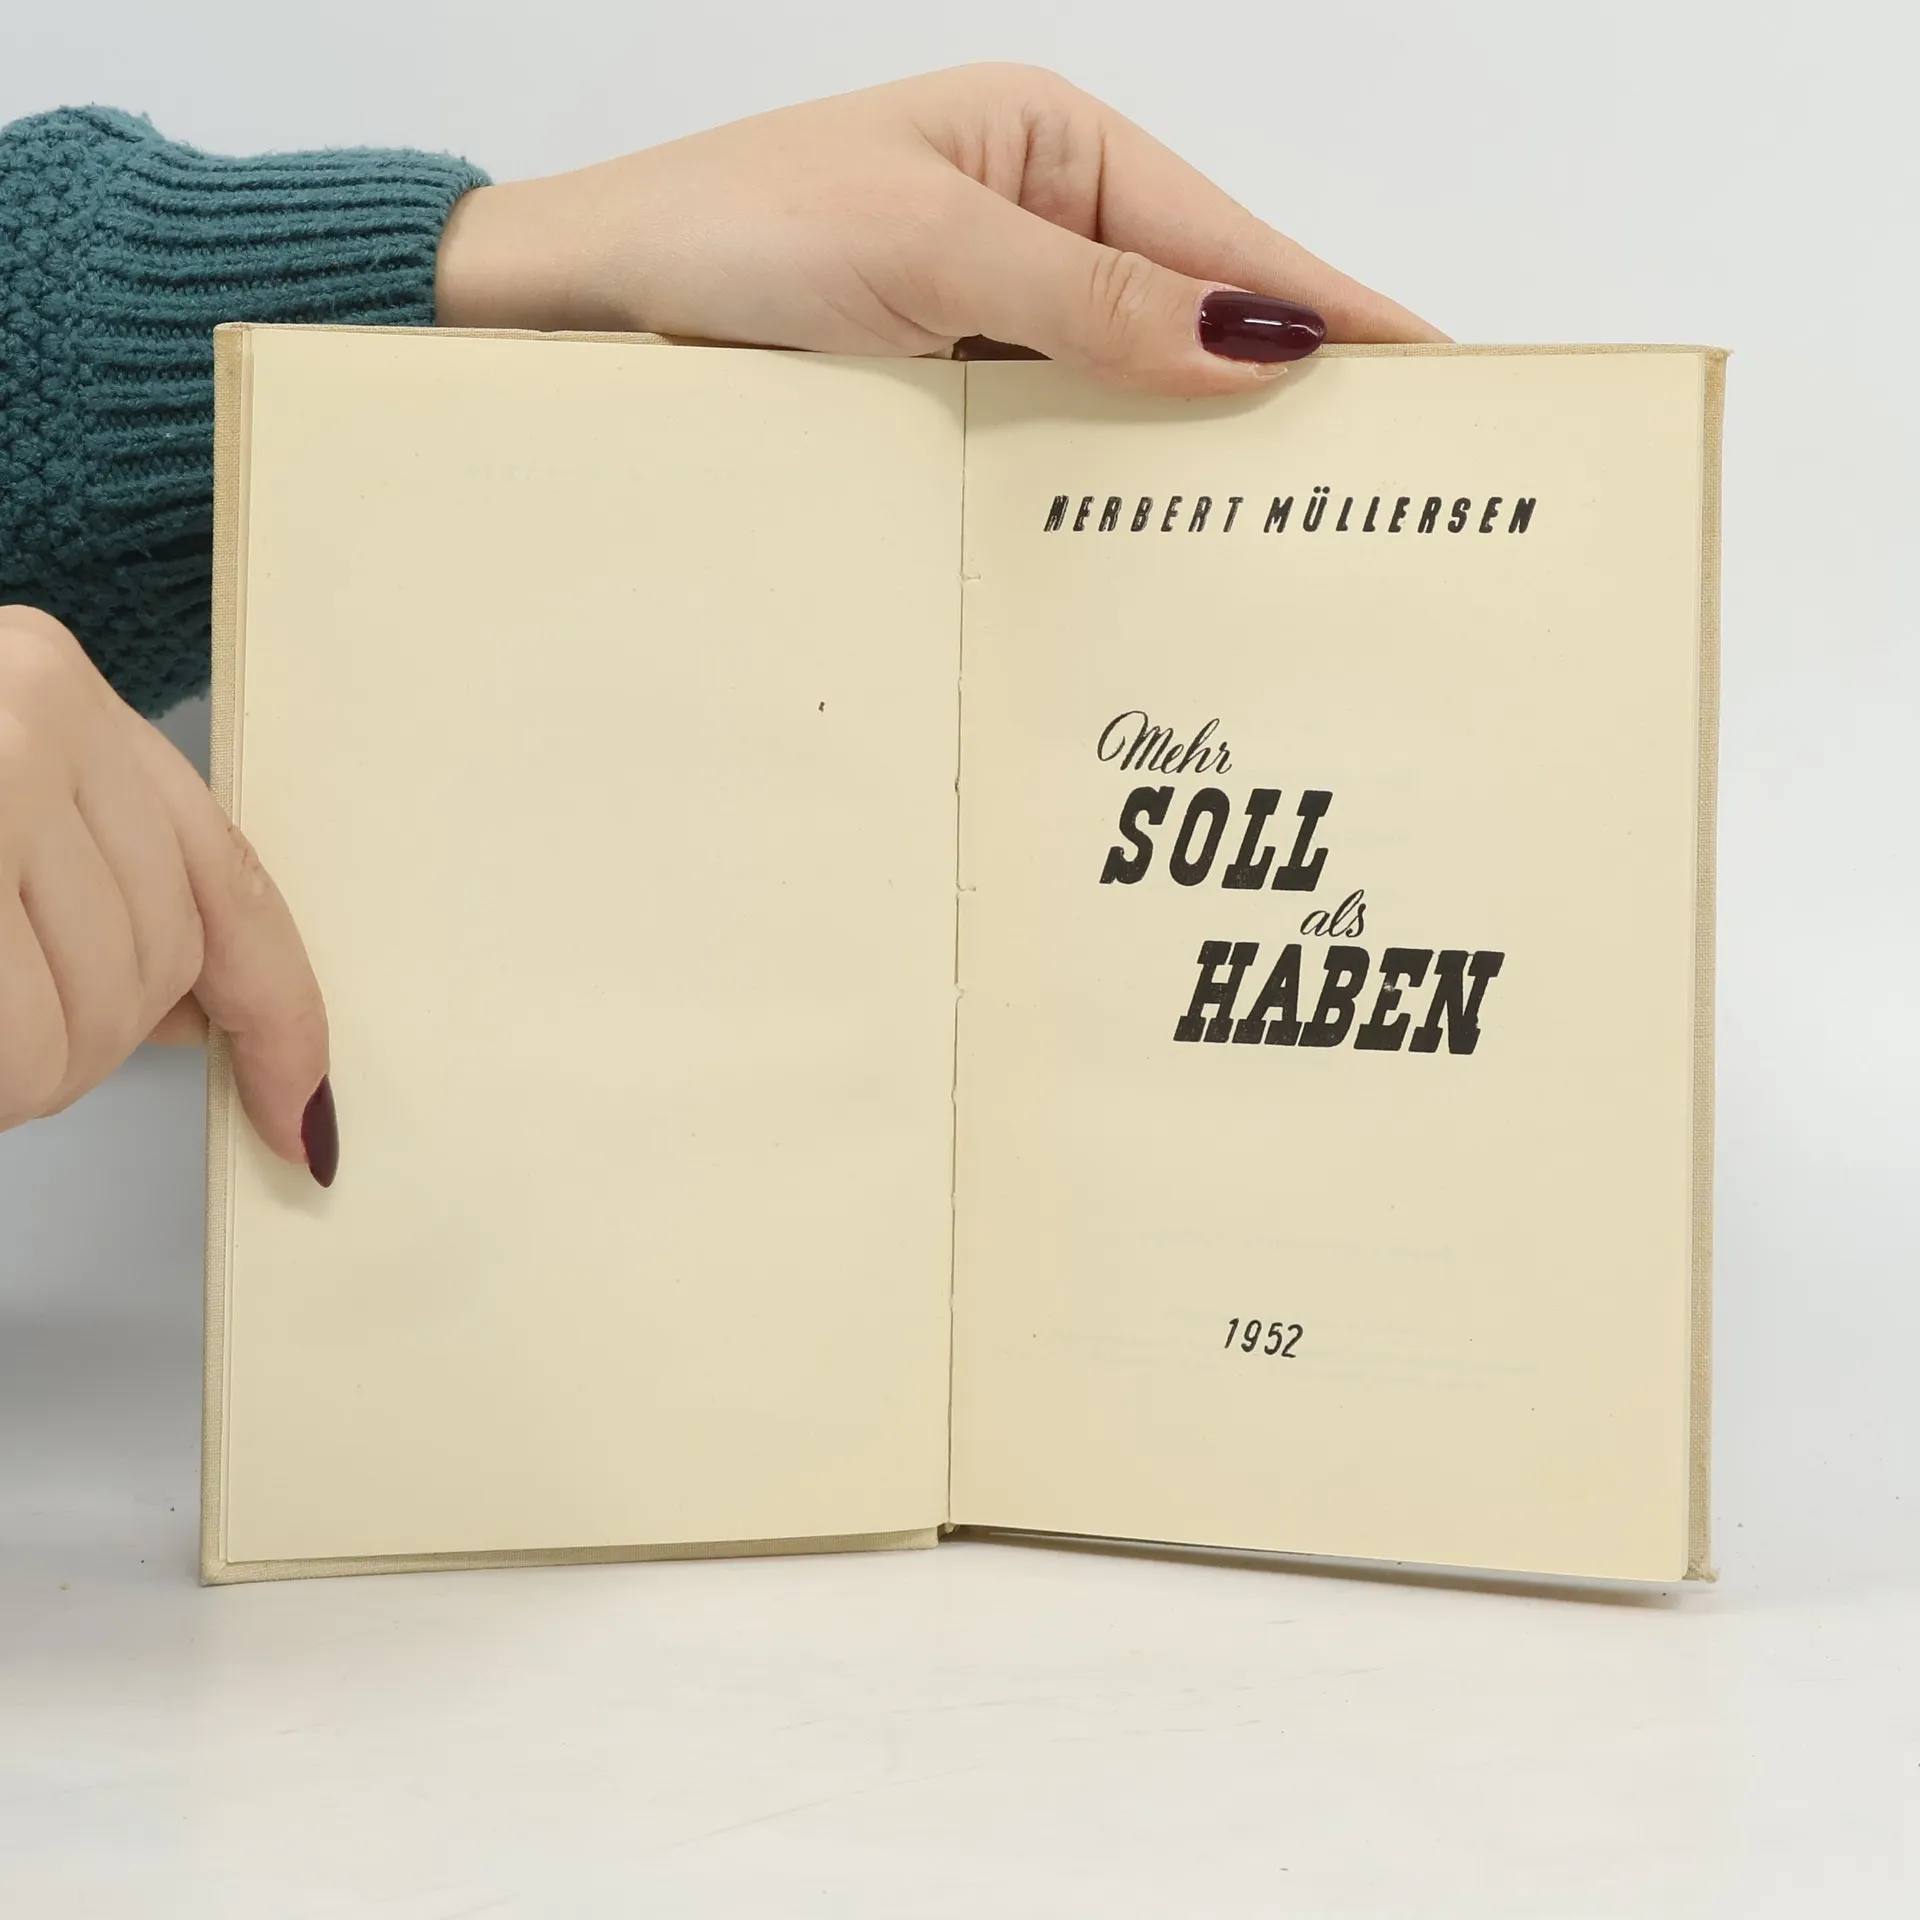 HERBERT MÜLLERSEN
Mehr
SOLL
als
HABEN
1952